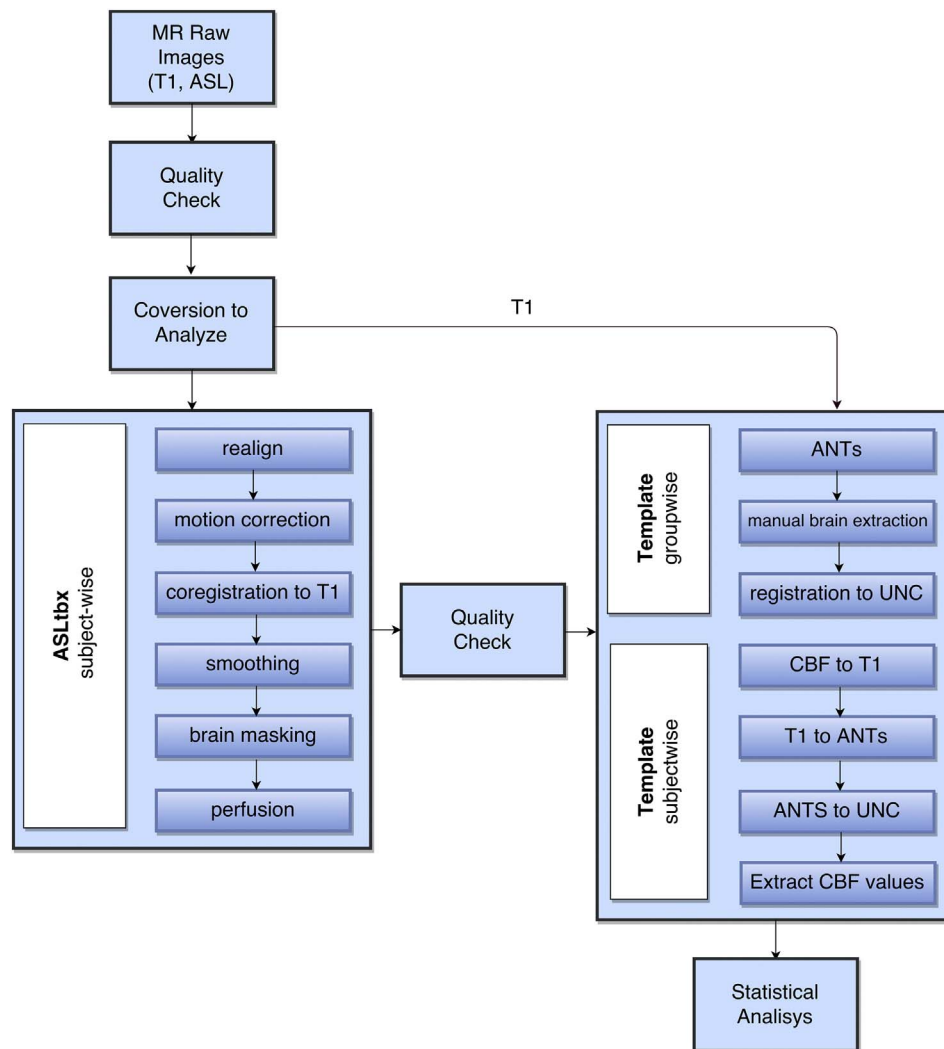 MR Raw
Images
(T1, ASL)
Quality
Check
Coversion to
Analyze
T1
ASLtbx
subject-wise
realign
motion correction
coregistration to T1
smoothing
brain masking
perfusion
Quality
Check
Template
groupwise
ANTs
manual brain extraction
registration to UNC
Template
subjectwise
CBF to T1
T1 to ANTs
ANTS to UNC
Extract CBF values
Statistical
Analisys